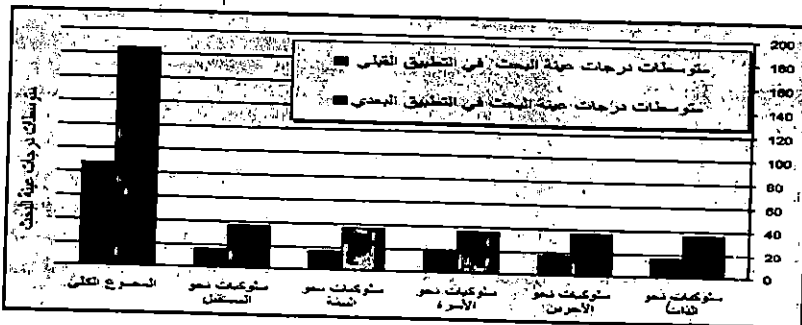 متوسطات درجات عينة البحث في التطبيق القبلي
متوسطات درجات عينة البحث في التطبيق البعدي
200
180
160
140
120
100
80
60
40
20
0
متوسطات درجات عينة البحث
سلوكيات نحو الذات
سلوكيات نحو الآخرين
سلوكيات نحو الأسرة
سلوكيات نحو البيئة
سلوكيات نحو المستقبل
المجموع الكلي